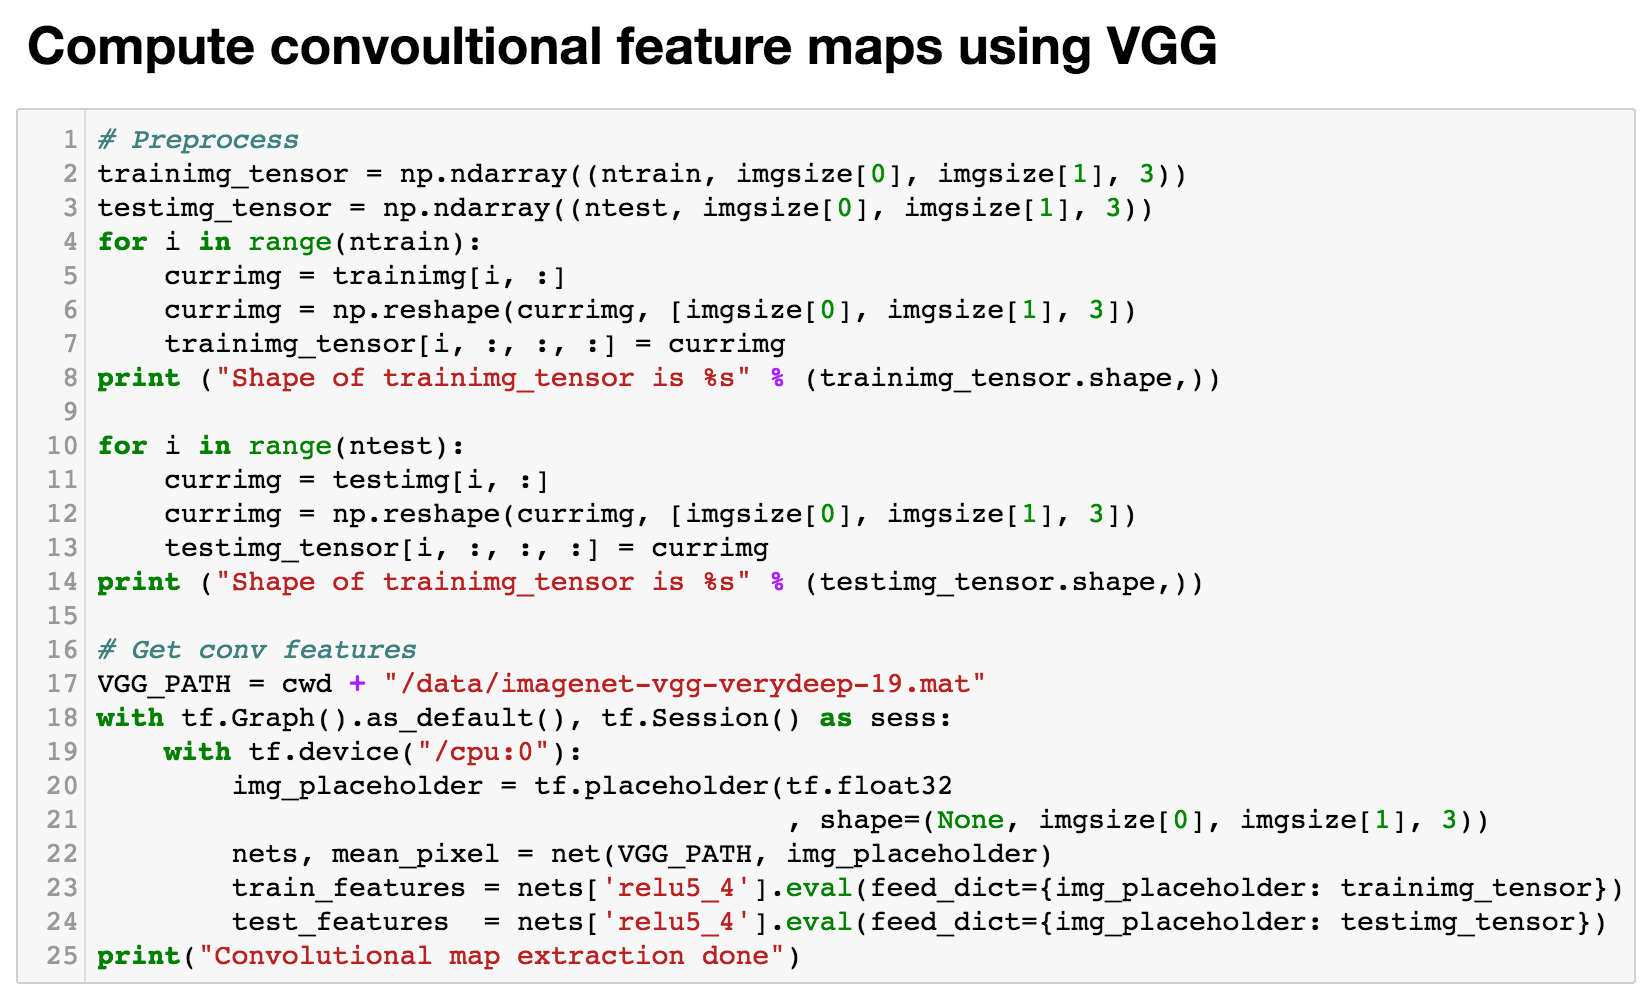 Compute convoultional feature maps using VGG
1 # Preprocess
2 trainimg_tensor = np.ndarray((ntrain, imgsize[0], imgsize[1], 3))
3 testimg_tensor = np.ndarray((ntest, imgsize[0], imgsize[1], 3))
4 for i in range(ntrain):
5     currimg = trainimg[i, :]
6     currimg = np.reshape(currimg, [imgsize[0], imgsize[1], 3])
7     trainimg_tensor[i, :, :, :] = currimg
8 print ("Shape of trainimg_tensor is %s" % (trainimg_tensor.shape,))
9
10 for i in range(ntest):
11     currimg = testimg[i, :]
12     currimg = np.reshape(currimg, [imgsize[0], imgsize[1], 3])
13     testimg_tensor[i, :, :, :] = currimg
14 print ("Shape of trainimg_tensor is %s" % (testimg_tensor.shape,))
15
16 # Get conv features
17 VGG_PATH = cwd + "/data/imagenet-vgg-verydeep-19.mat"
18 with tf.Graph().as_default(), tf.Session() as sess:
19     with tf.device("/cpu:0"):
20         img_placeholder = tf.placeholder(tf.float32
21                                          , shape=(None, imgsize[0], imgsize[1], 3))
22         nets, mean_pixel = net(VGG_PATH, img_placeholder)
23         train_features = nets['relu5_4'].eval(feed_dict={img_placeholder: trainimg_tensor})
24         test_features  = nets['relu5_4'].eval(feed_dict={img_placeholder: testimg_tensor})
25 print("Convolutional map extraction done")